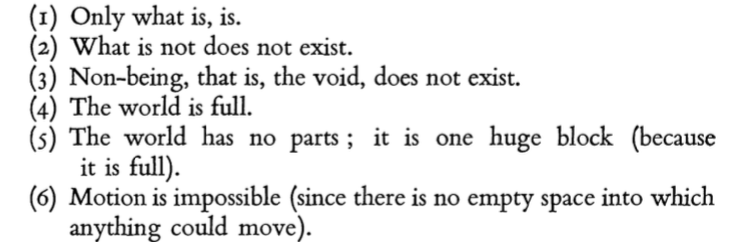 (1) Only what is, is.
(2) What is not does not exist.
(3) Non-being, that is, the void, does not exist.
(4) The world is full.
(5) The world has no parts ; it is one huge block (because
it is full).
(6) Motion is impossible (since there is no empty space into which
anything could move).